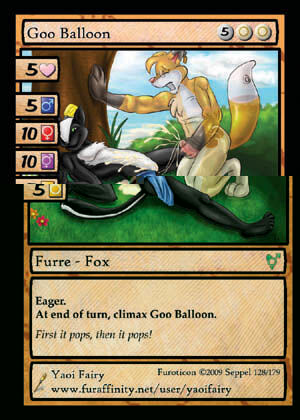 Goo Balloon 5
5
5
10
10
5
Furre - Fox
Eager.
At end of turn, climax Goo Balloon.
First it pops, then it pops!
Yaoi Fairy
Furoticon ©2009 Seppel 128/179
www.furaffinity.net/user/yaoifairy